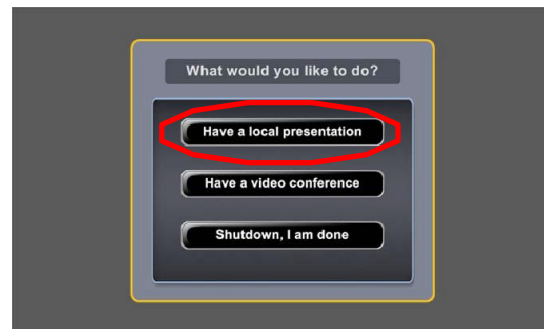 What would you like to do?
Have a local presentation
Have a video conference
Shutdown, I am done